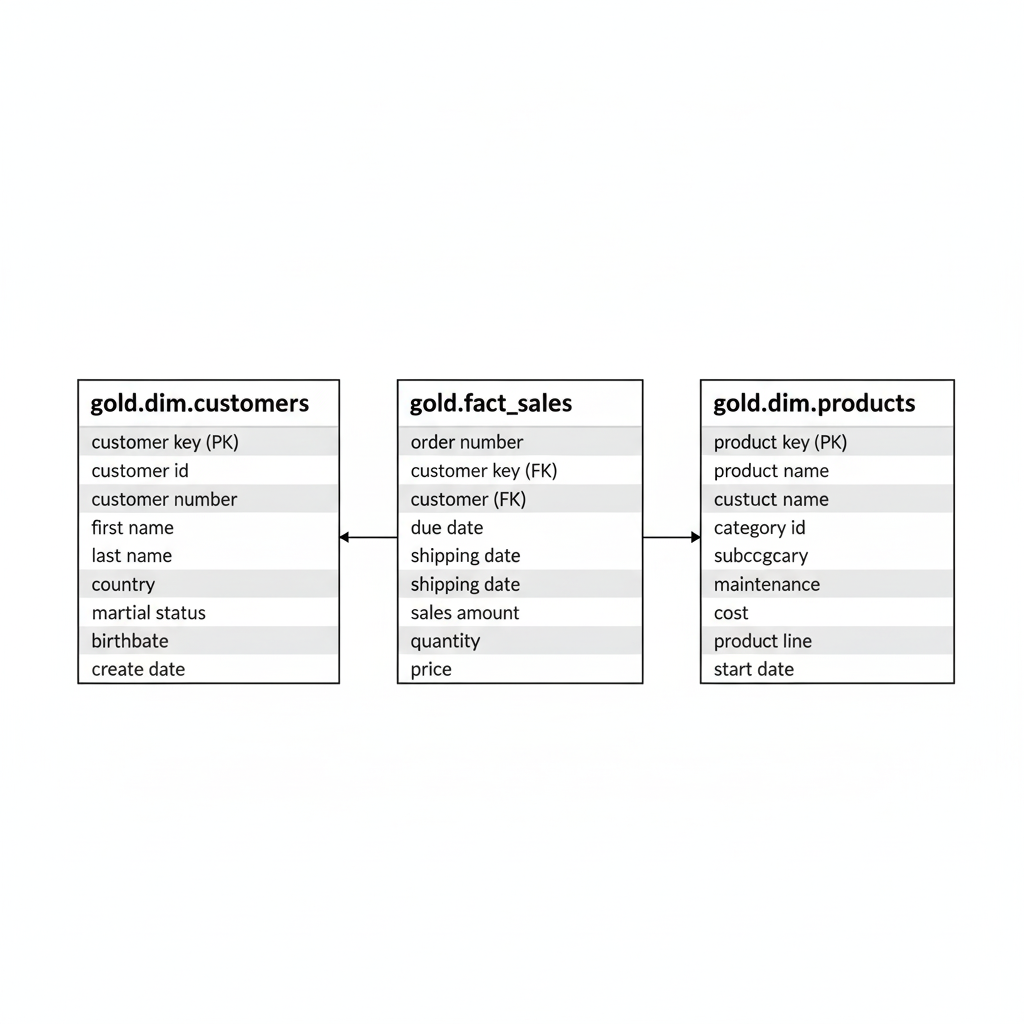 gold.dim.customers
customer key (PK)
customer id
customer number
first name
last name
country
martial status
birthbate
create date
gold.fact_sales
order number
customer key (FK)
customer (FK)
due date
shipping date
shipping date
sales amount
quantity
price
gold.dim.products
product key (PK)
product name
custuct name
category id
subccgcary
maintenance
cost
product line
start date